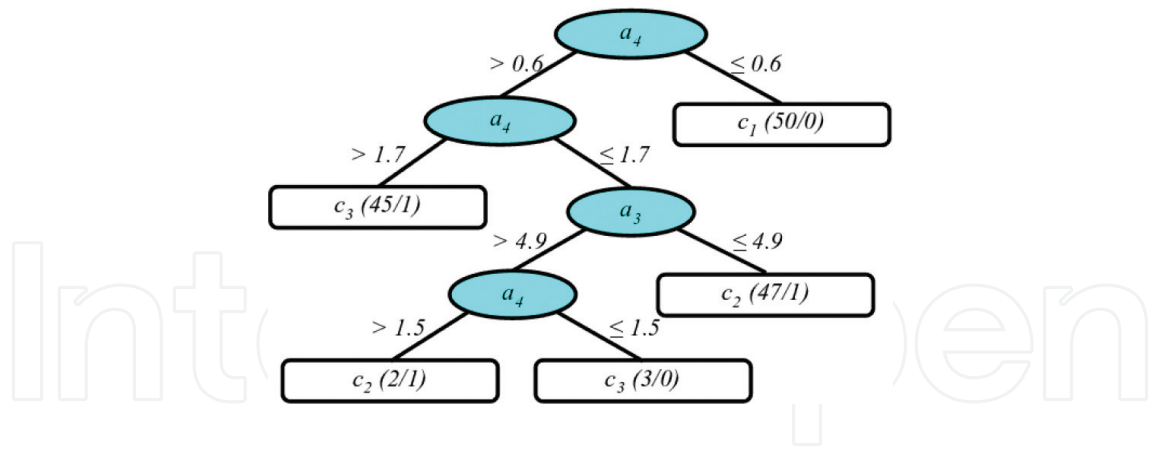 a4
> 0.6 ≤ 0.6
a4 c1 (50/0)
> 1.7 ≤ 1.7
c3 (45/1) a3
> 4.9 ≤ 4.9
a4 c2 (47/1)
> 1.5 ≤ 1.5
c2 (2/1) c3 (3/0)